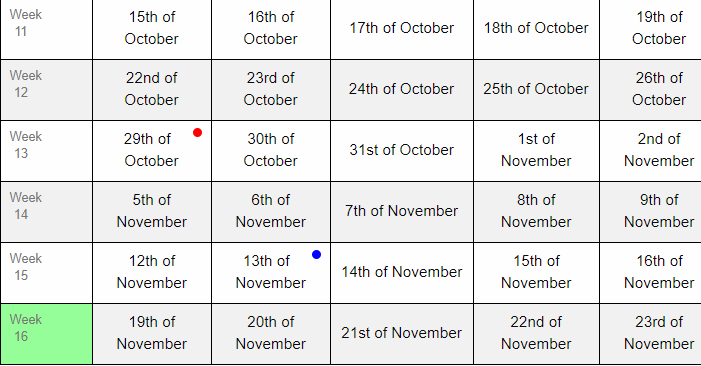 Week 11 15th of October 16th of October 17th of October 18th of October 19th of October
Week 12 22nd of October 23rd of October 24th of October 25th of October 26th of October
Week 13 29th of October 30th of October 31st of October 1st of November 2nd of November
Week 14 5th of November 6th of November 7th of November 8th of November 9th of November
Week 15 12th of November 13th of November 14th of November 15th of November 16th of November
Week 16 19th of November 20th of November 21st of November 22nd of November 23rd of November